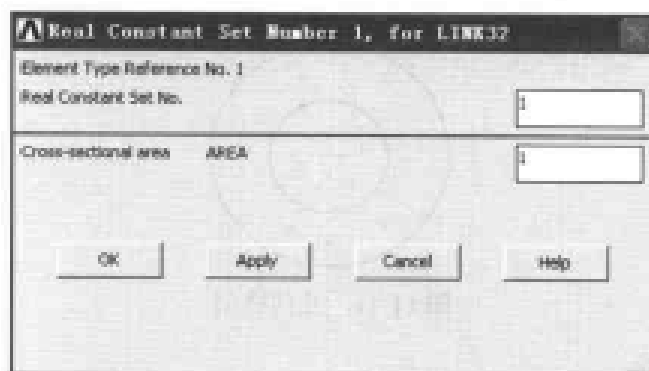 Real Constant Set Number 1, for LINK32
Element Type Reference No. 1
Real Constant Set No. 1
Cross-sectional area AREA 1
OK Apply Cancel Help